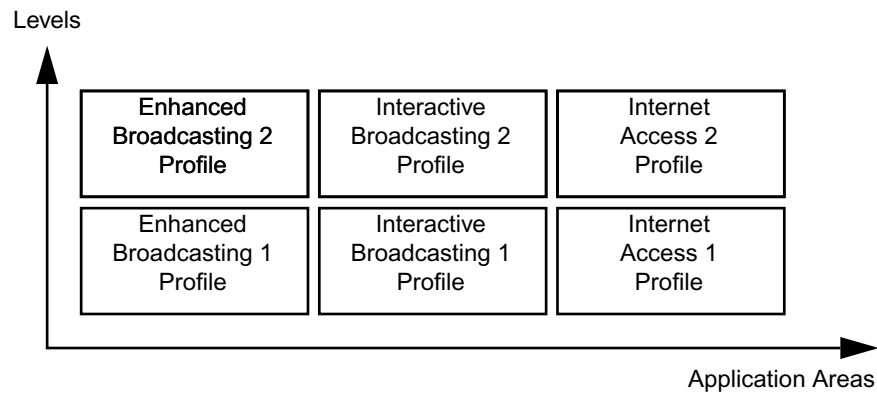 Levels
Enhanced
Broadcasting 2
Profile
Interactive
Broadcasting 2
Profile
Internet
Access 2
Profile
Enhanced
Broadcasting 1
Profile
Interactive
Broadcasting 1
Profile
Internet
Access 1
Profile
Application Areas